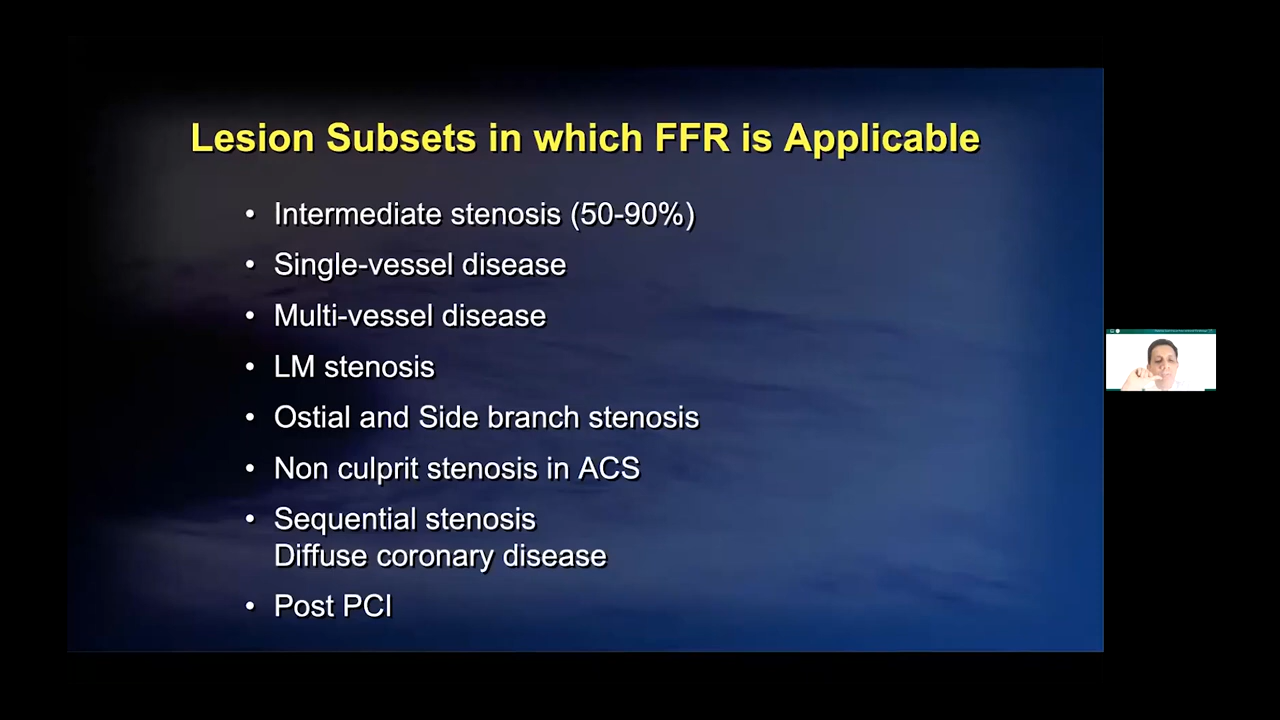 Lesion Subsets in which FFR is Applicable
• Intermediate stenosis (50-90%)
• Single-vessel disease
• Multi-vessel disease
• LM stenosis
• Ostial and Side branch stenosis
• Non culprit stenosis in ACS
• Sequential stenosis
Diffuse coronary disease
• Post PCI